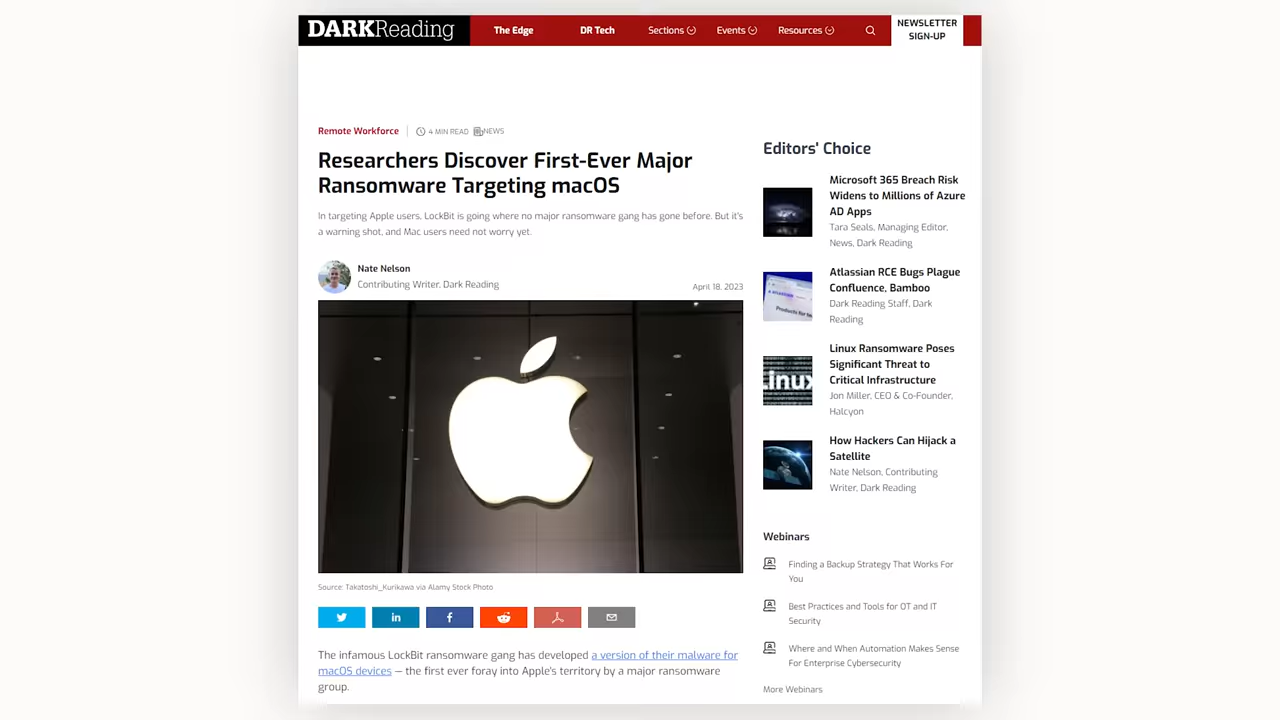 DARKReading
The Edge
DR Tech
Sections
Events
Resources
NEWSLETTER
SIGN-UP
Remote Workforce
4 MIN READ
NEWS
Researchers Discover First-Ever Major
Ransomware Targeting macOS
In targeting Apple users, LockBit is going where no major ransomware gang has gone before. But it's
a warning shot, and Mac users need not worry yet.
Nate Nelson
Contributing Writer, Dark Reading
April 18, 2023
Source: Takatoshi_Kurikawa via Alamy Stock Photo
in
f
The infamous LockBit ransomware gang has developed a version of their malware for
macOS devices — the first ever foray into Apple's territory by a major ransomware
group.
Editors' Choice
Microsoft 365 Breach Risk
Widens to Millions of Azure
AD Apps
Tara Seals, Managing Editor,
News, Dark Reading
Atlassian RCE Bugs Plague
Confluence, Bamboo
Dark Reading Staff, Dark
Reading
Linux Ransomware Poses
Significant Threat to
Critical Infrastructure
Jon Miller, CEO & Co-Founder,
Halcyon
Linux
How Hackers Can Hijack a
Satellite
Nate Nelson, Contributing
Writer, Dark Reading
Webinars
Finding a Backup Strategy That Works For
You
Best Practices and Tools for OT and IT
Security
Where and When Automation Makes Sense
For Enterprise Cybersecurity
More Webinars